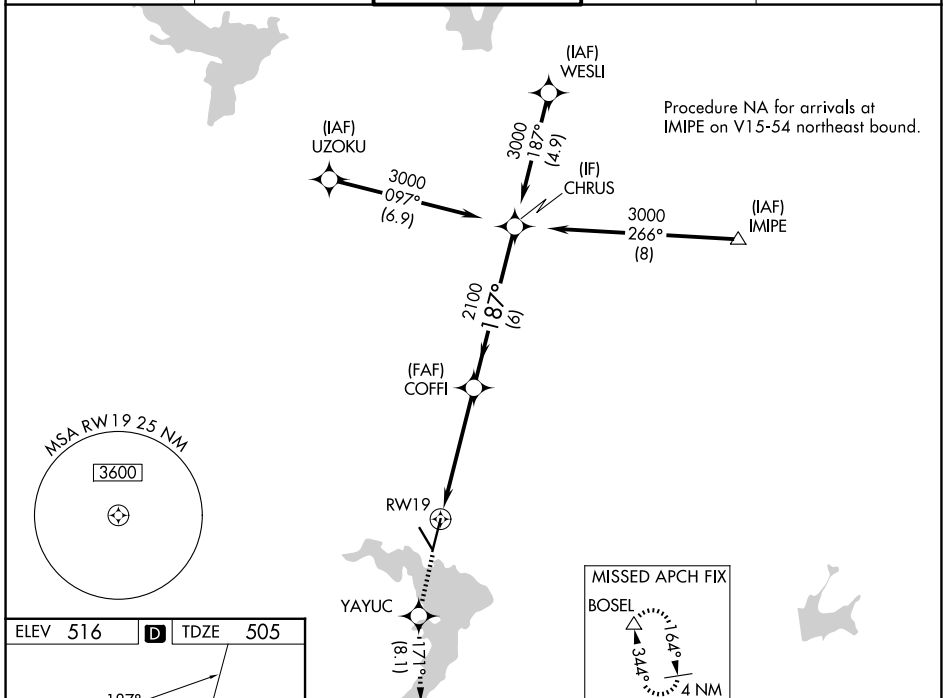 (IAF)
WESLI
Procedure NA for arrivals at
IMIPE on V15-54 northeast bound.
(IAF)
UZOKU
3000
187°
(4.9)
(IF)
CHRUS
3000
097°
(6.9)
3000
266°
(8)
(IAF)
IMIPE
2100
187°
(6)
(FAF)
COFFI
MSA RW19 25 NM
3600
RW19
MISSED APCH FIX
BOSEL
164°
344°
4 NM
YAYUC
171°
(8.1)
ELEV 516 D TDZE 505
187°